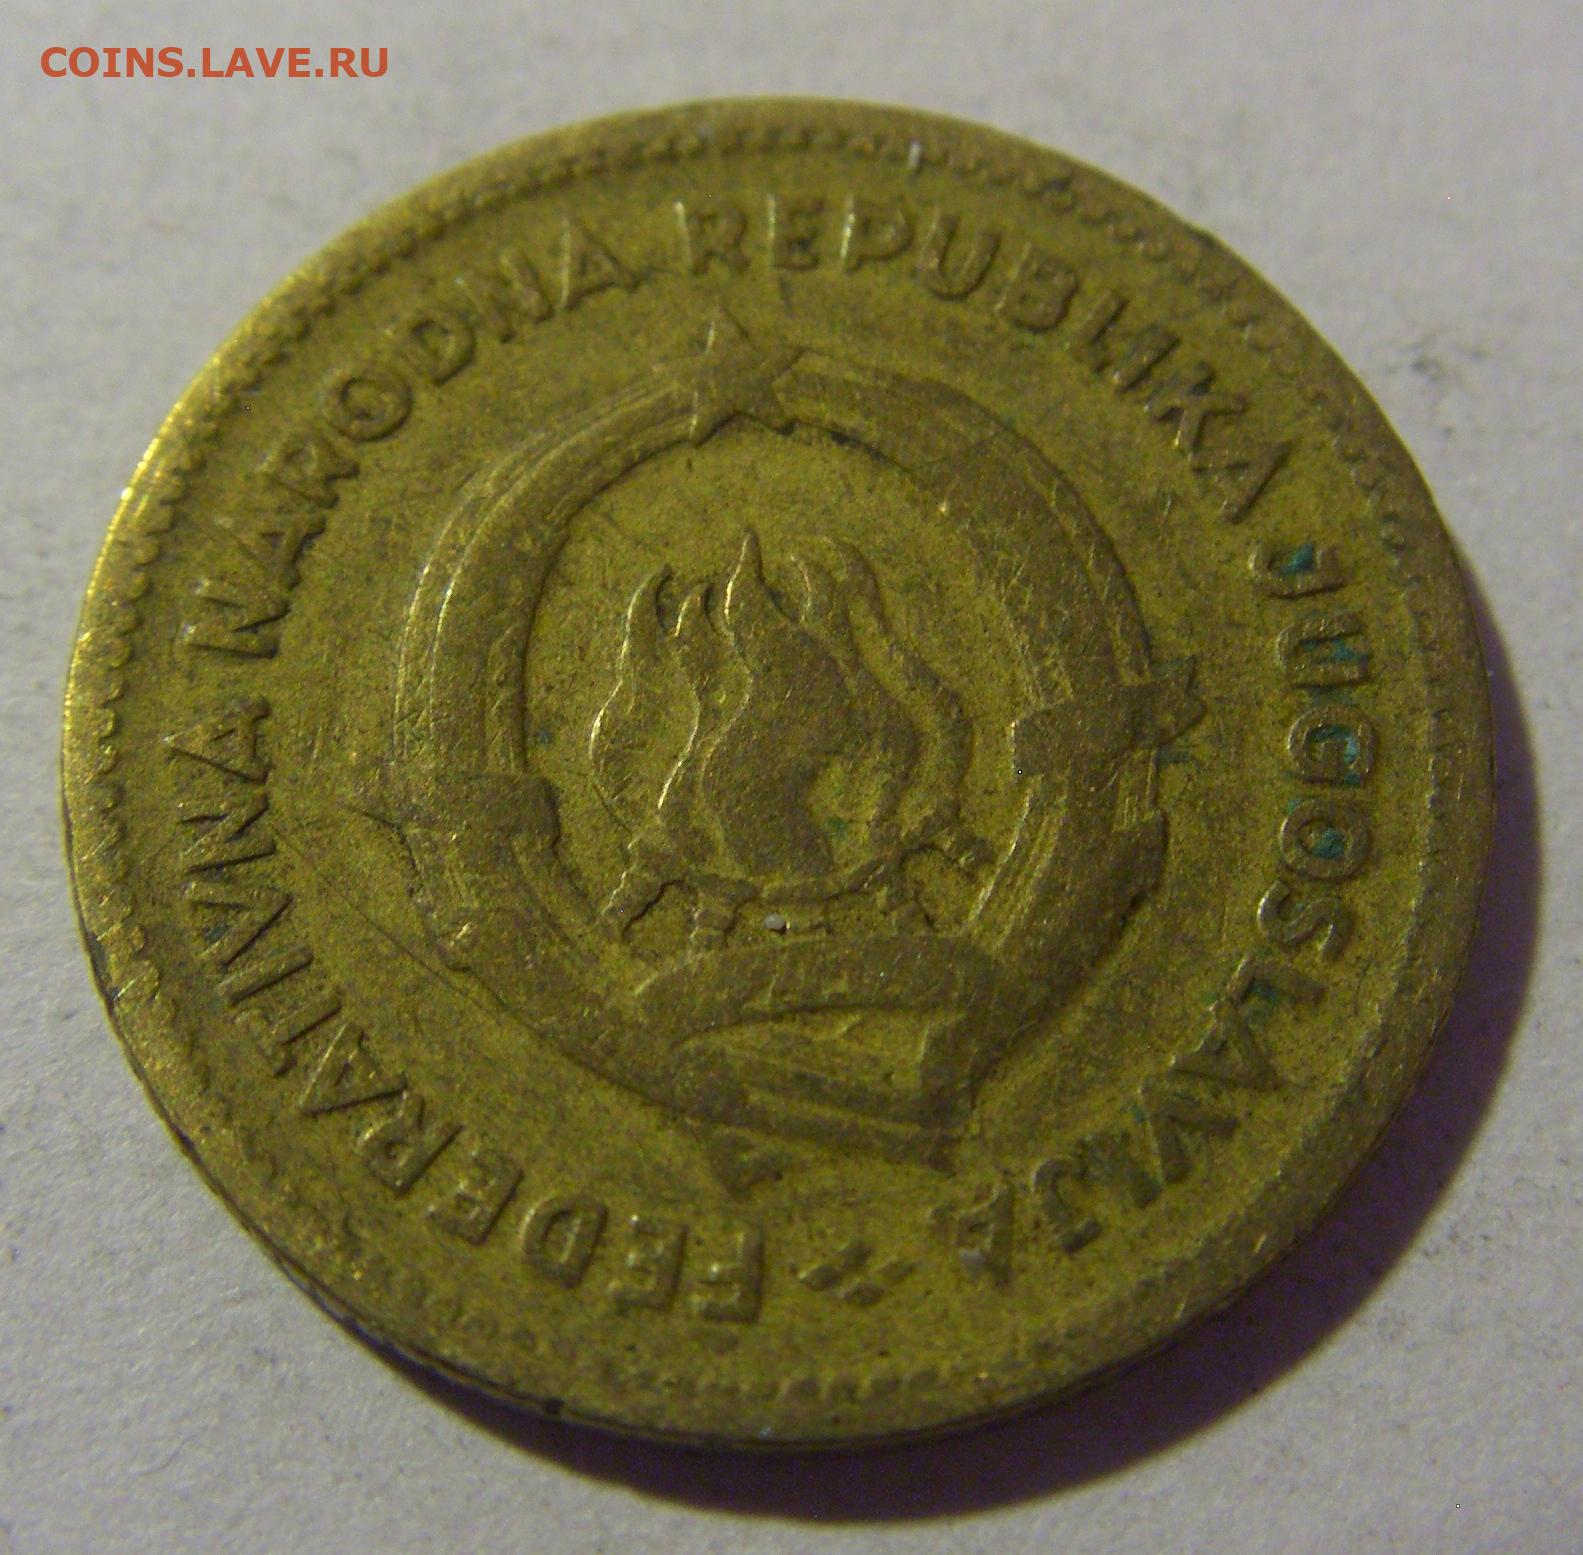 COINS.LAVE.RU
FEDERATIVNA NARODNA REPUBLIKA JUGOSLAVIJA